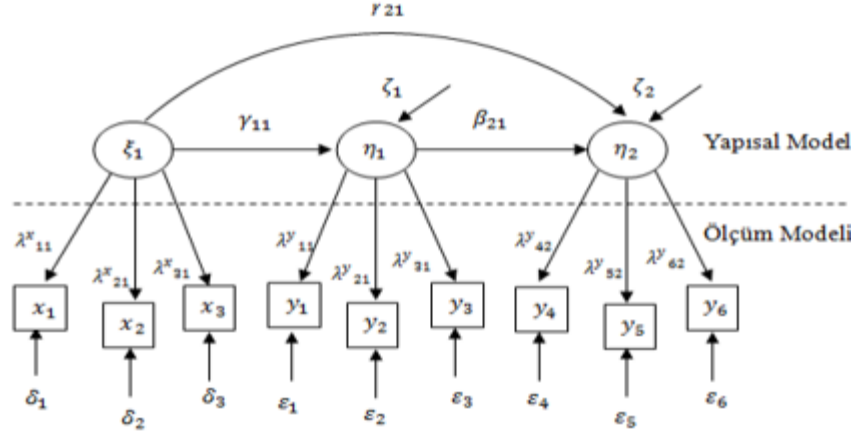 γ₂₁
ζ₁ ζ₂
γ₁₁ β₂₁
ξ₁ η₁ η₂ Yapısal Model
Ölçüm Modeli
λˣ₁₁ λˣ₂₁ λˣ₃₁ λʸ₁₁ λʸ₂₁ λʸ₃₁ λʸ₄₂ λʸ₅₂ λʸ₆₂
x₁ x₂ x₃ y₁ y₂ y₃ y₄ y₅ y₆
δ₁ δ₂ δ₃ ε₁ ε₂ ε₃ ε₄ ε₅ ε₆